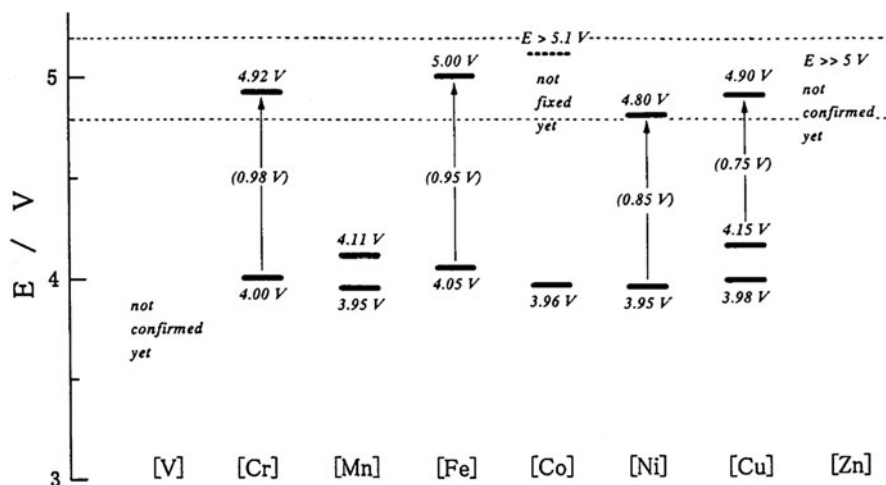 E > 5.1 V
5.00 V
E >> 5 V
4.92 V
4.90 V
5
not
fixed
yet
not
confirmed
yet
4.80 V
(0.98 V)
(0.95 V)
(0.85 V)
(0.75 V)
E / V
4.11 V
4.15 V
4
4.00 V
3.95 V
4.05 V
3.96 V
3.95 V
3.98 V
not
confirmed
yet
3
[V] [Cr] [Mn] [Fe] [Co] [Ni] [Cu] [Zn]